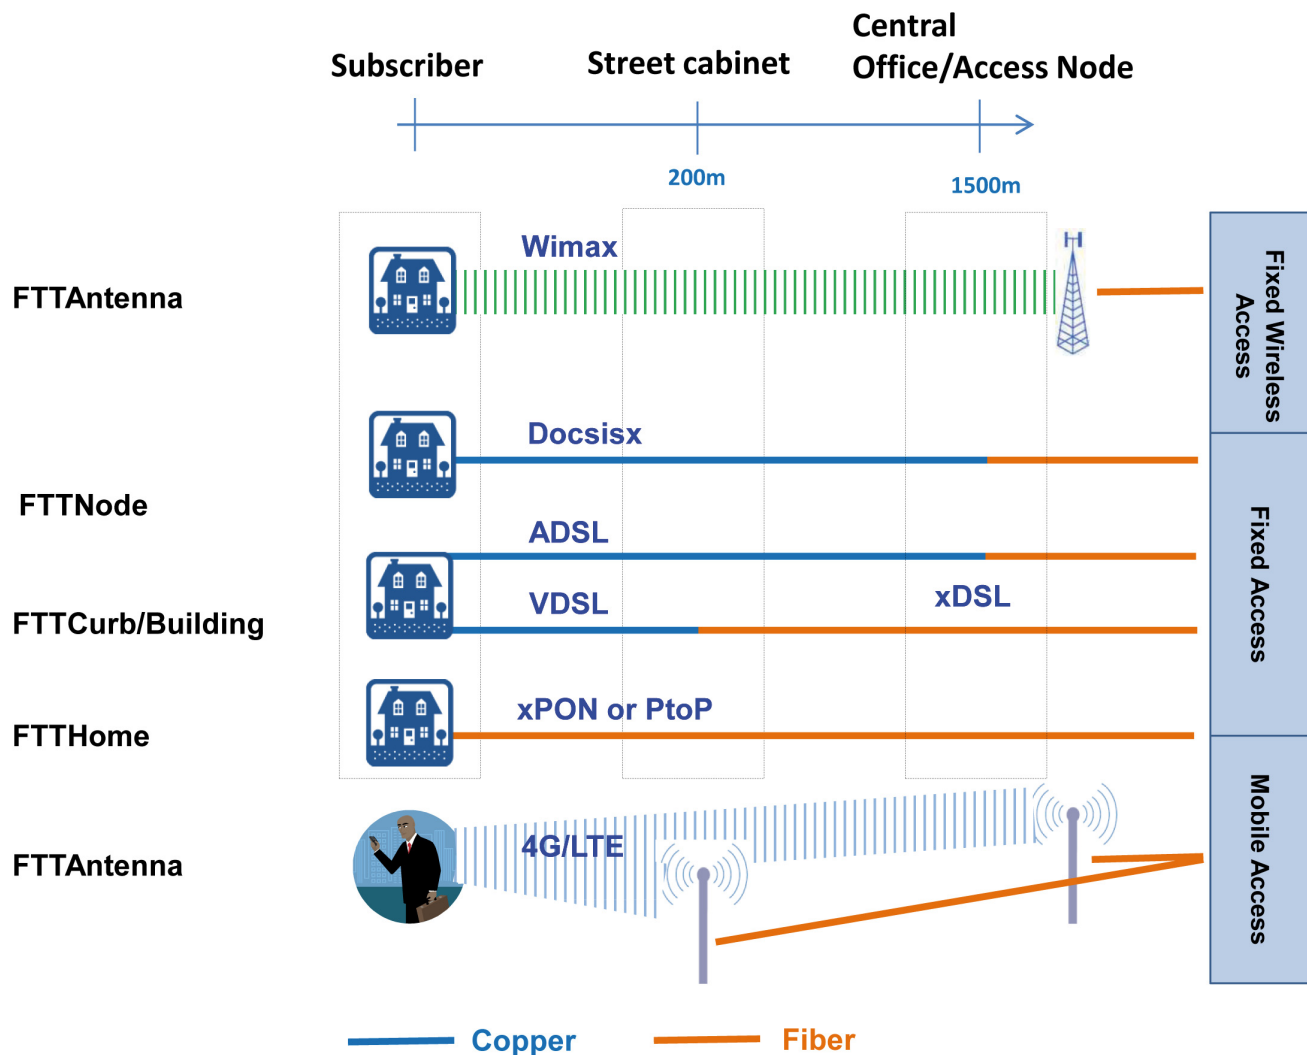 Subscriber
Street cabinet
Central
Office/Access Node
200m
1500m
FTTAntenna
Wimax
Fixed Wireless
Access
Docsisx
FTTNode
ADSL
Fixed Access
VDSL
xDSL
FTTCurb/Building
xPON or PtoP
FTTHome
4G/LTE
FTTAntenna
Mobile Access
Copper
Fiber